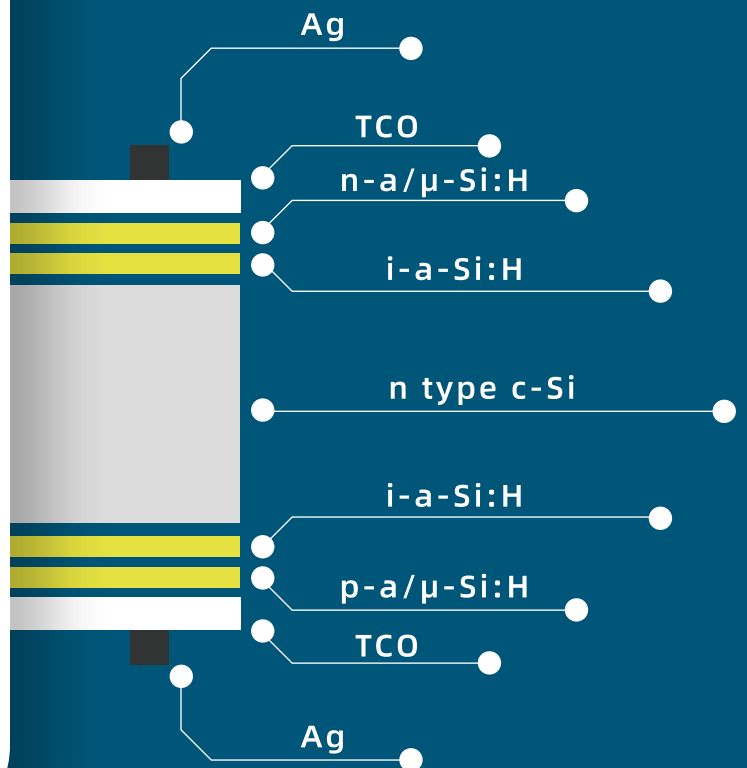 Ag
TCO
n-a/μ-Si:H
i-a-Si:H
n type c-Si
i-a-Si:H
p-a/μ-Si:H
TCO
Ag